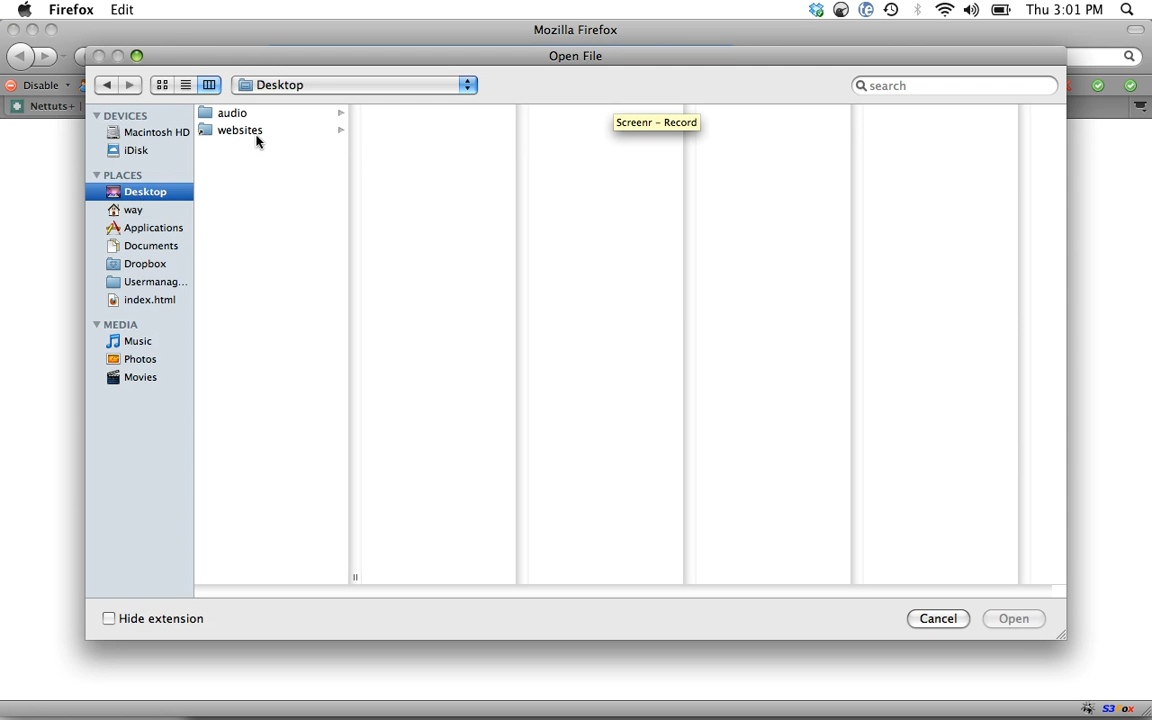 Firefox Edit Thu 3:01 PM
Mozilla Firefox
Open File
Disable
Desktop
search
Nettuts+
DEVICES
Macintosh HD
iDisk
PLACES
Desktop
way
Applications
Documents
Dropbox
Usermanag...
index.html
MEDIA
Music
Photos
Movies
audio
websites
Screenr – Record
Hide extension
Cancel
Open